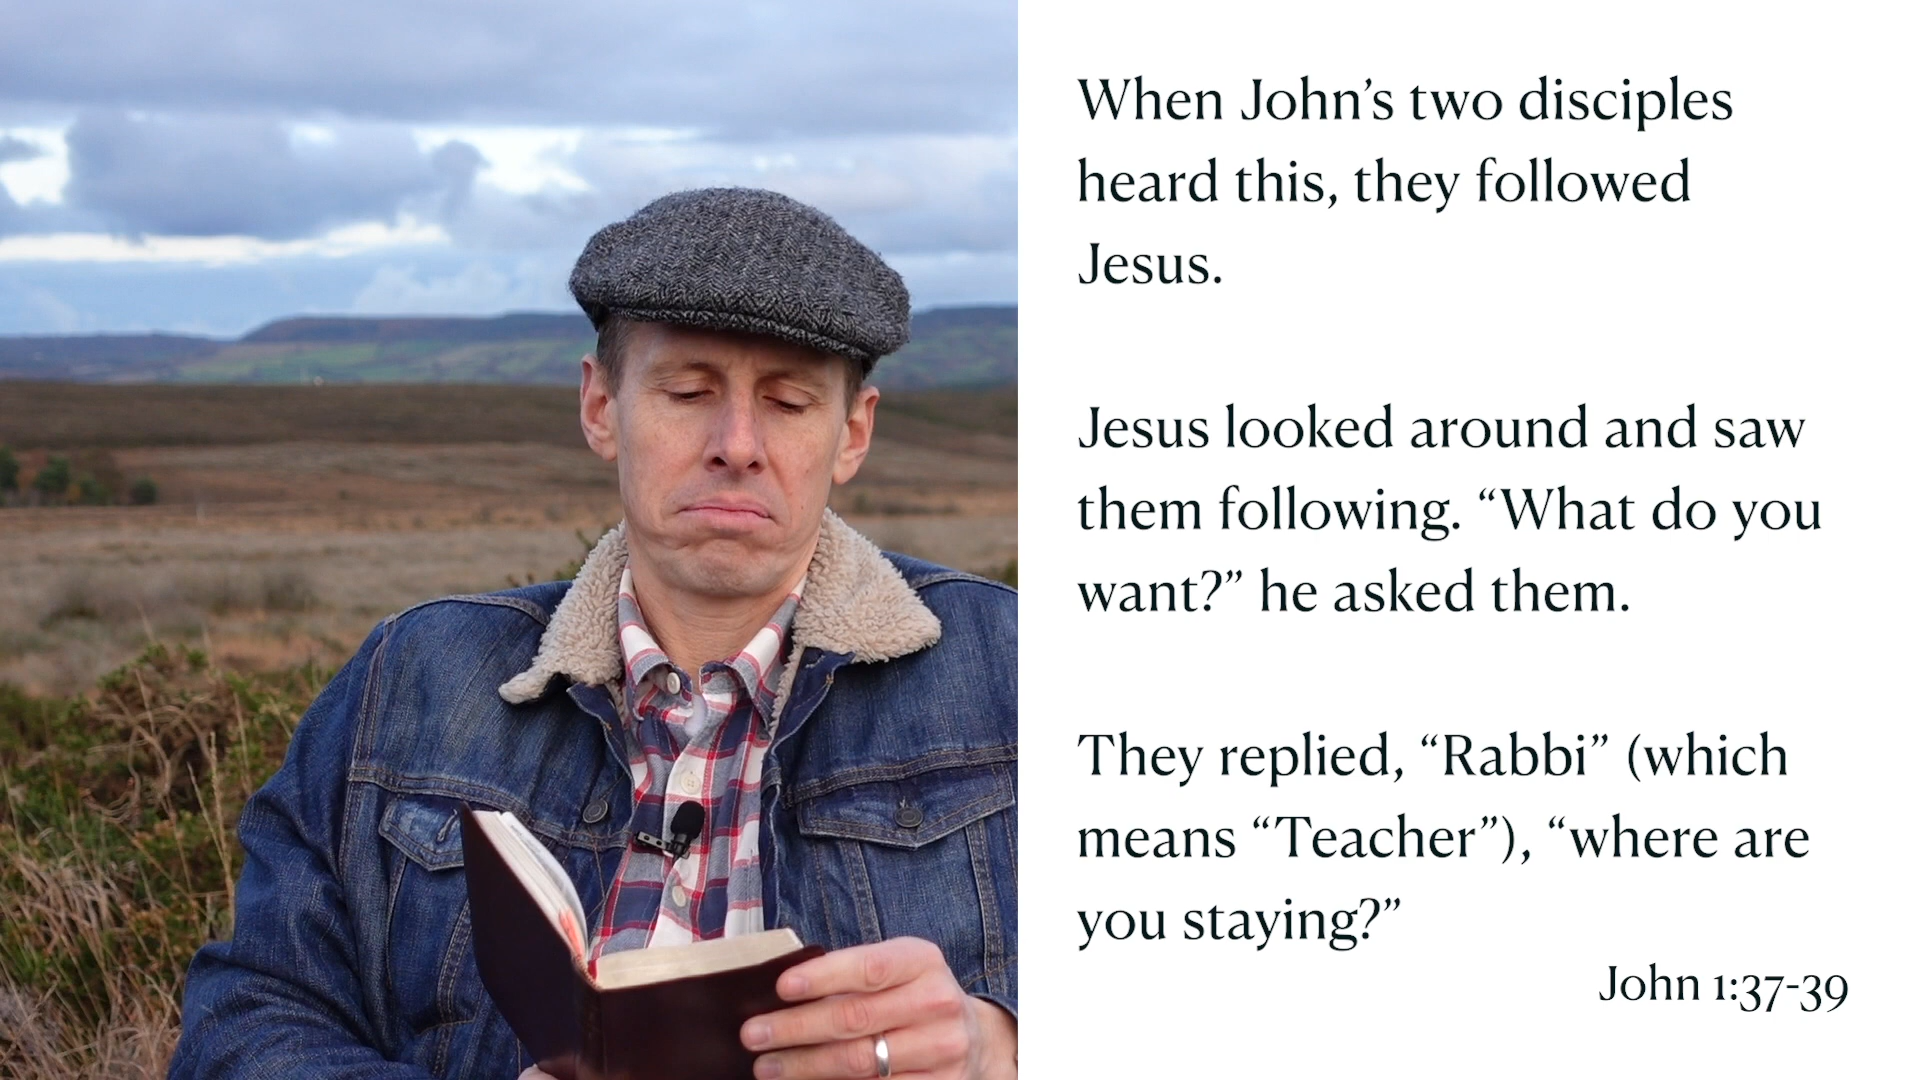 When John’s two disciples
heard this, they followed
Jesus.
Jesus looked around and saw
them following. “What do you
want?” he asked them.
They replied, “Rabbi” (which
means “Teacher”), “where are
you staying?”
John 1:37-39